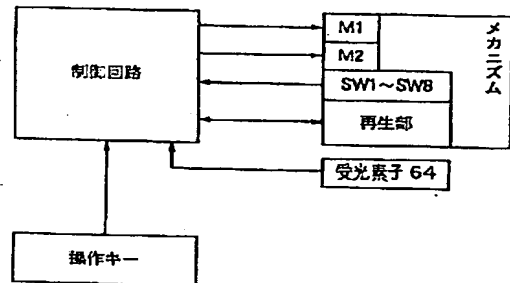 制御回路
M1
M2
SW1〜SW8
再生部
メカニズム
受光素子 64
操作キー